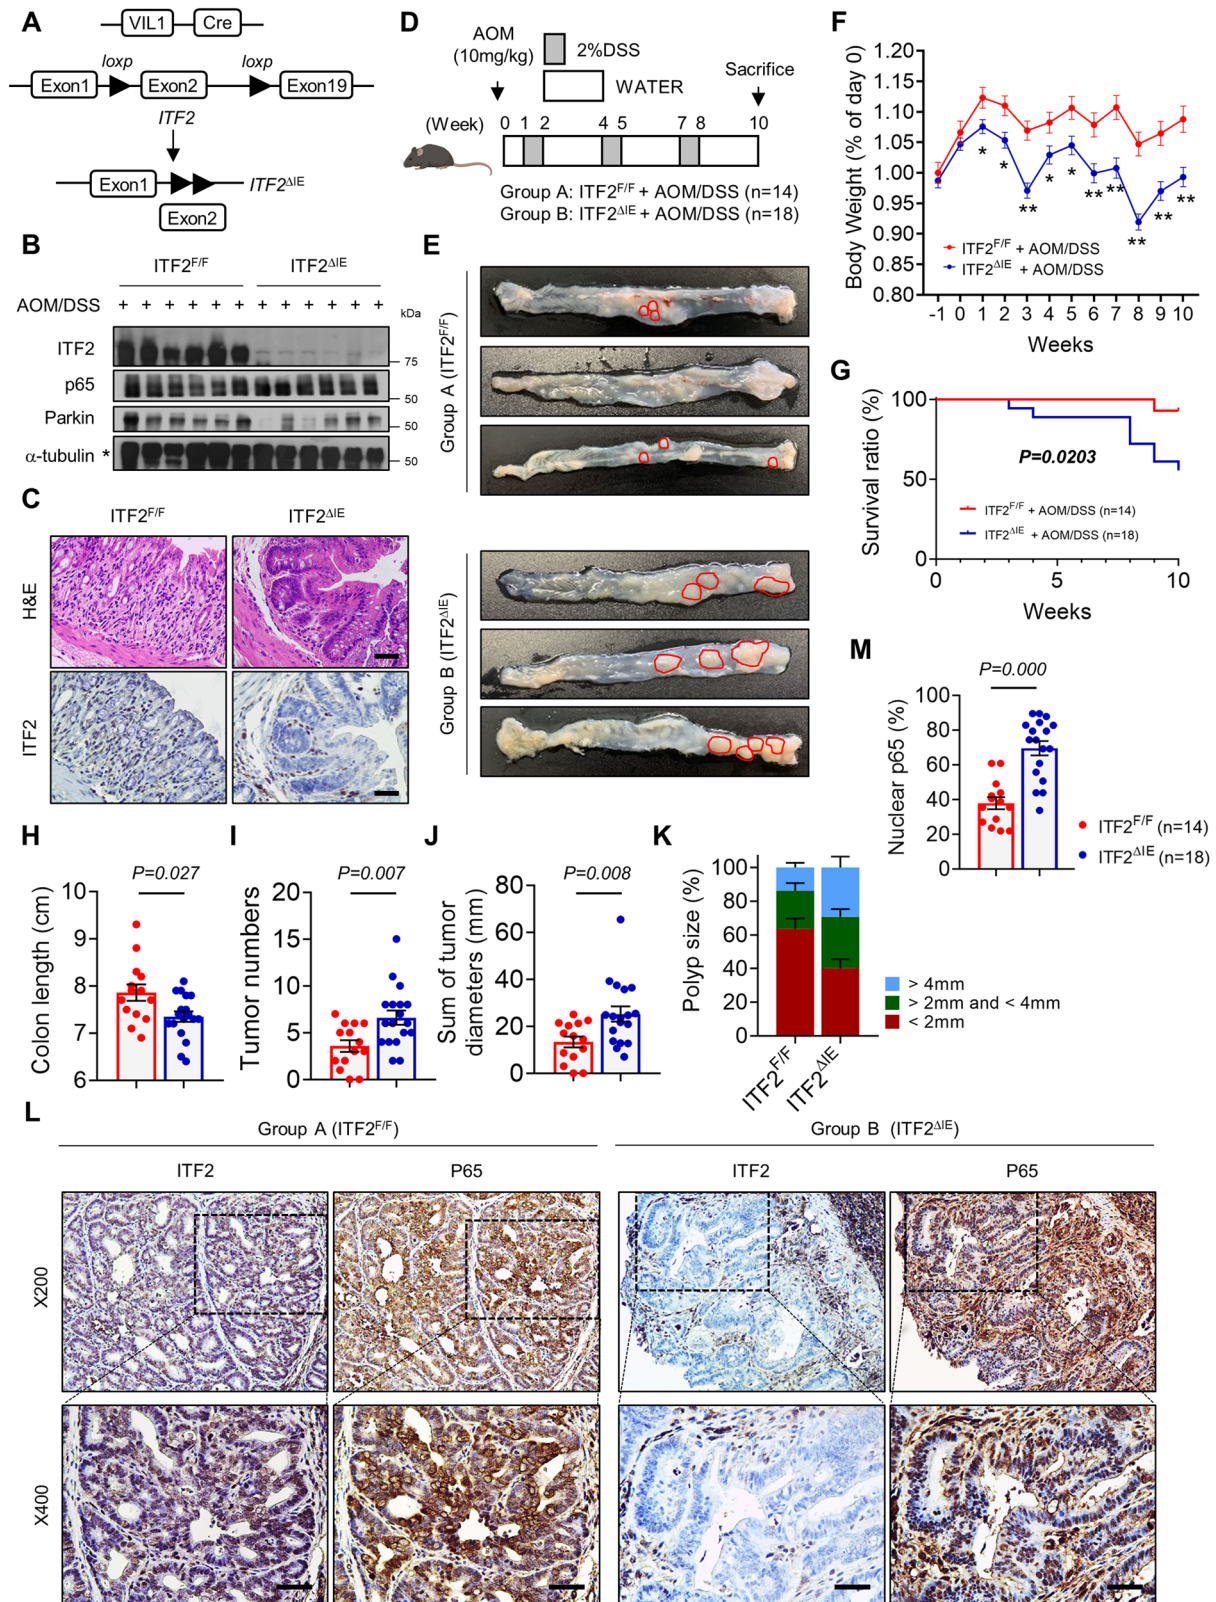 A
VIL1 Cre
loxp loxp
Exon1 Exon2 Exon19
ITF2
Exon1 ITF2ΔIE
Exon2
B
ITF2F/F ITF2ΔIE
AOM/DSS + + + + + + + + + + + +
kDa
ITF2
75
p65
50
Parkin
50
α-tubulin *
50
C
ITF2F/F ITF2ΔIE
H&E
ITF2
D
AOM
(10mg/kg)
2%DSS
WATER
Sacrifice
(Week) 0 1 2 4 5 7 8 10
Group A: ITF2F/F + AOM/DSS (n=14)
Group B: ITF2ΔIE + AOM/DSS (n=18)
E
Group A (ITF2F/F)
Group B (ITF2ΔIE)
F
Body Weight (% of day 0)
1.20
1.15
1.10
1.05
1.00
0.95
0.90
0.85
0.80
* * ** * * ** ** ** ** **
ITF2F/F + AOM/DSS
ITF2ΔIE + AOM/DSS
-1 0 1 2 3 4 5 6 7 8 9 10
Weeks
G
Survival ratio (%)
100
50
0
P=0.0203
ITF2F/F + AOM/DSS (n=14)
ITF2ΔIE + AOM/DSS (n=18)
0 5 10
Weeks
M
P=0.000
Nuclear p65 (%)
100
80
60
40
20
0
ITF2F/F (n=14)
ITF2ΔIE (n=18)
H
P=0.027
Colon length (cm)
10
9
8
7
6
I
P=0.007
Tumor numbers
20
15
10
5
0
J
P=0.008
Sum of tumor
diameters (mm)
80
60
40
20
0
K
Polyp size (%)
100
80
60
40
20
0
ITF2F/F ITF2ΔIE
> 4mm
> 2mm and < 4mm
< 2mm
L
Group A (ITF2F/F) Group B (ITF2ΔIE)
ITF2 P65 ITF2 P65
X200
X400